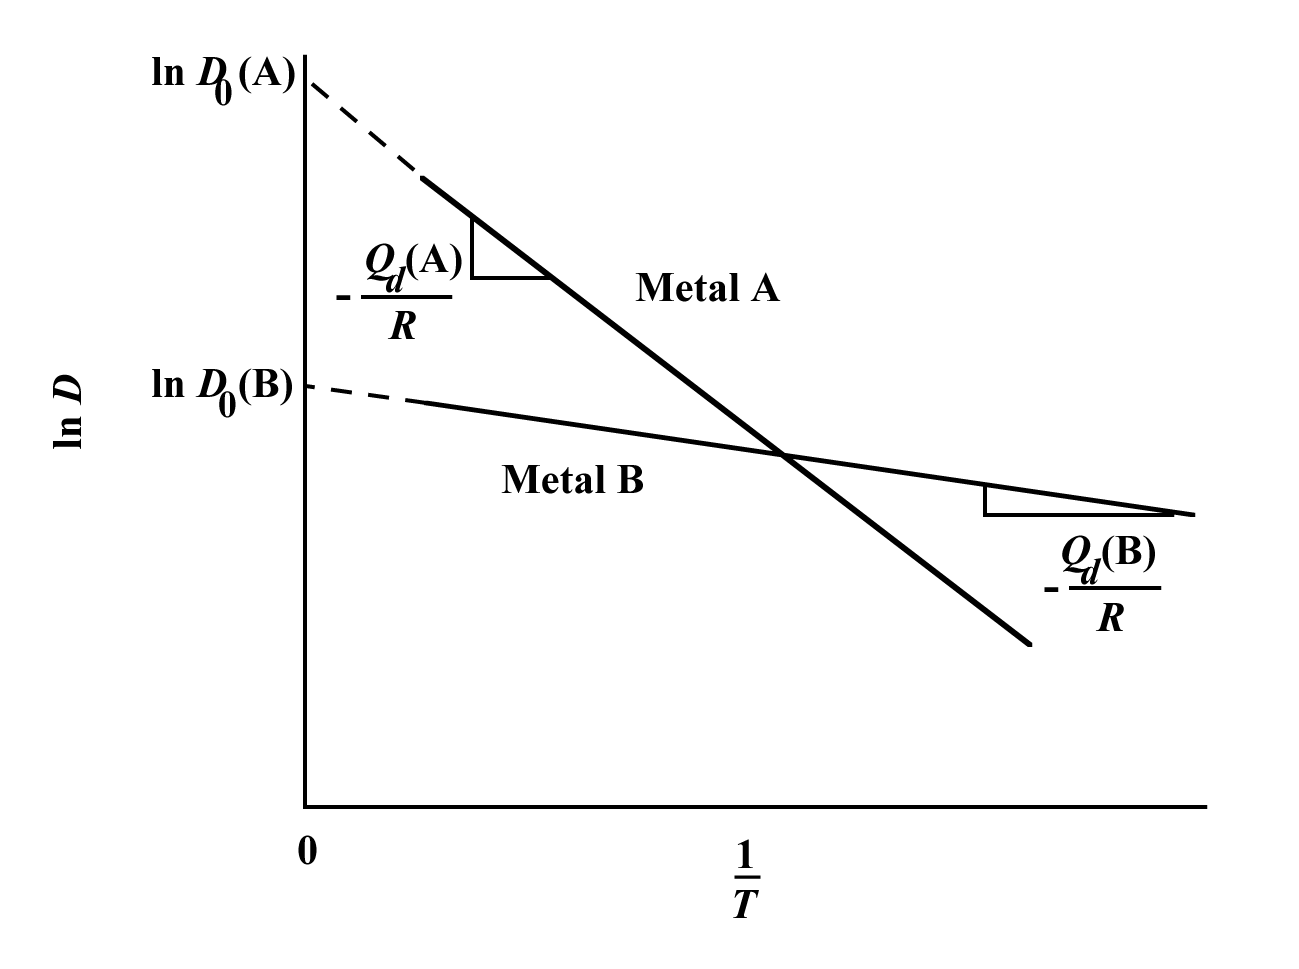 ln D0 (A)
Qd(A)
-
R
Metal A
ln D0(B)
ln D
Metal B
Qd(B)
-
R
0
1
T